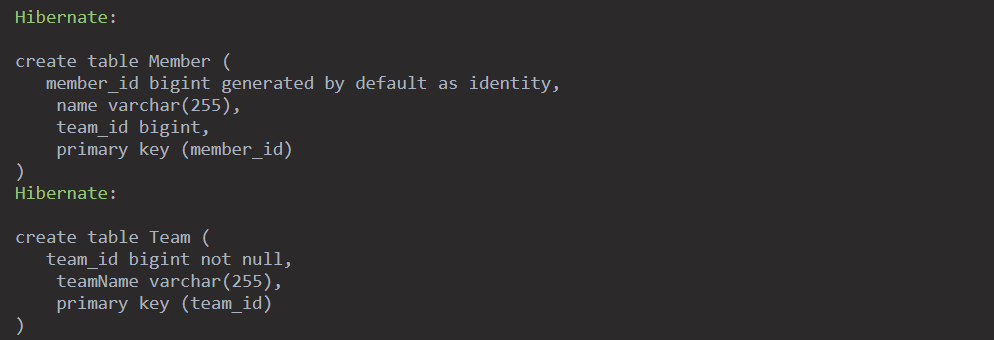 Hibernate:
create table Member (
member_id bigint generated by default as identity,
name varchar(255),
team_id bigint,
primary key (member_id)
)
Hibernate:
create table Team (
team_id bigint not null,
teamName varchar(255),
primary key (team_id)
)